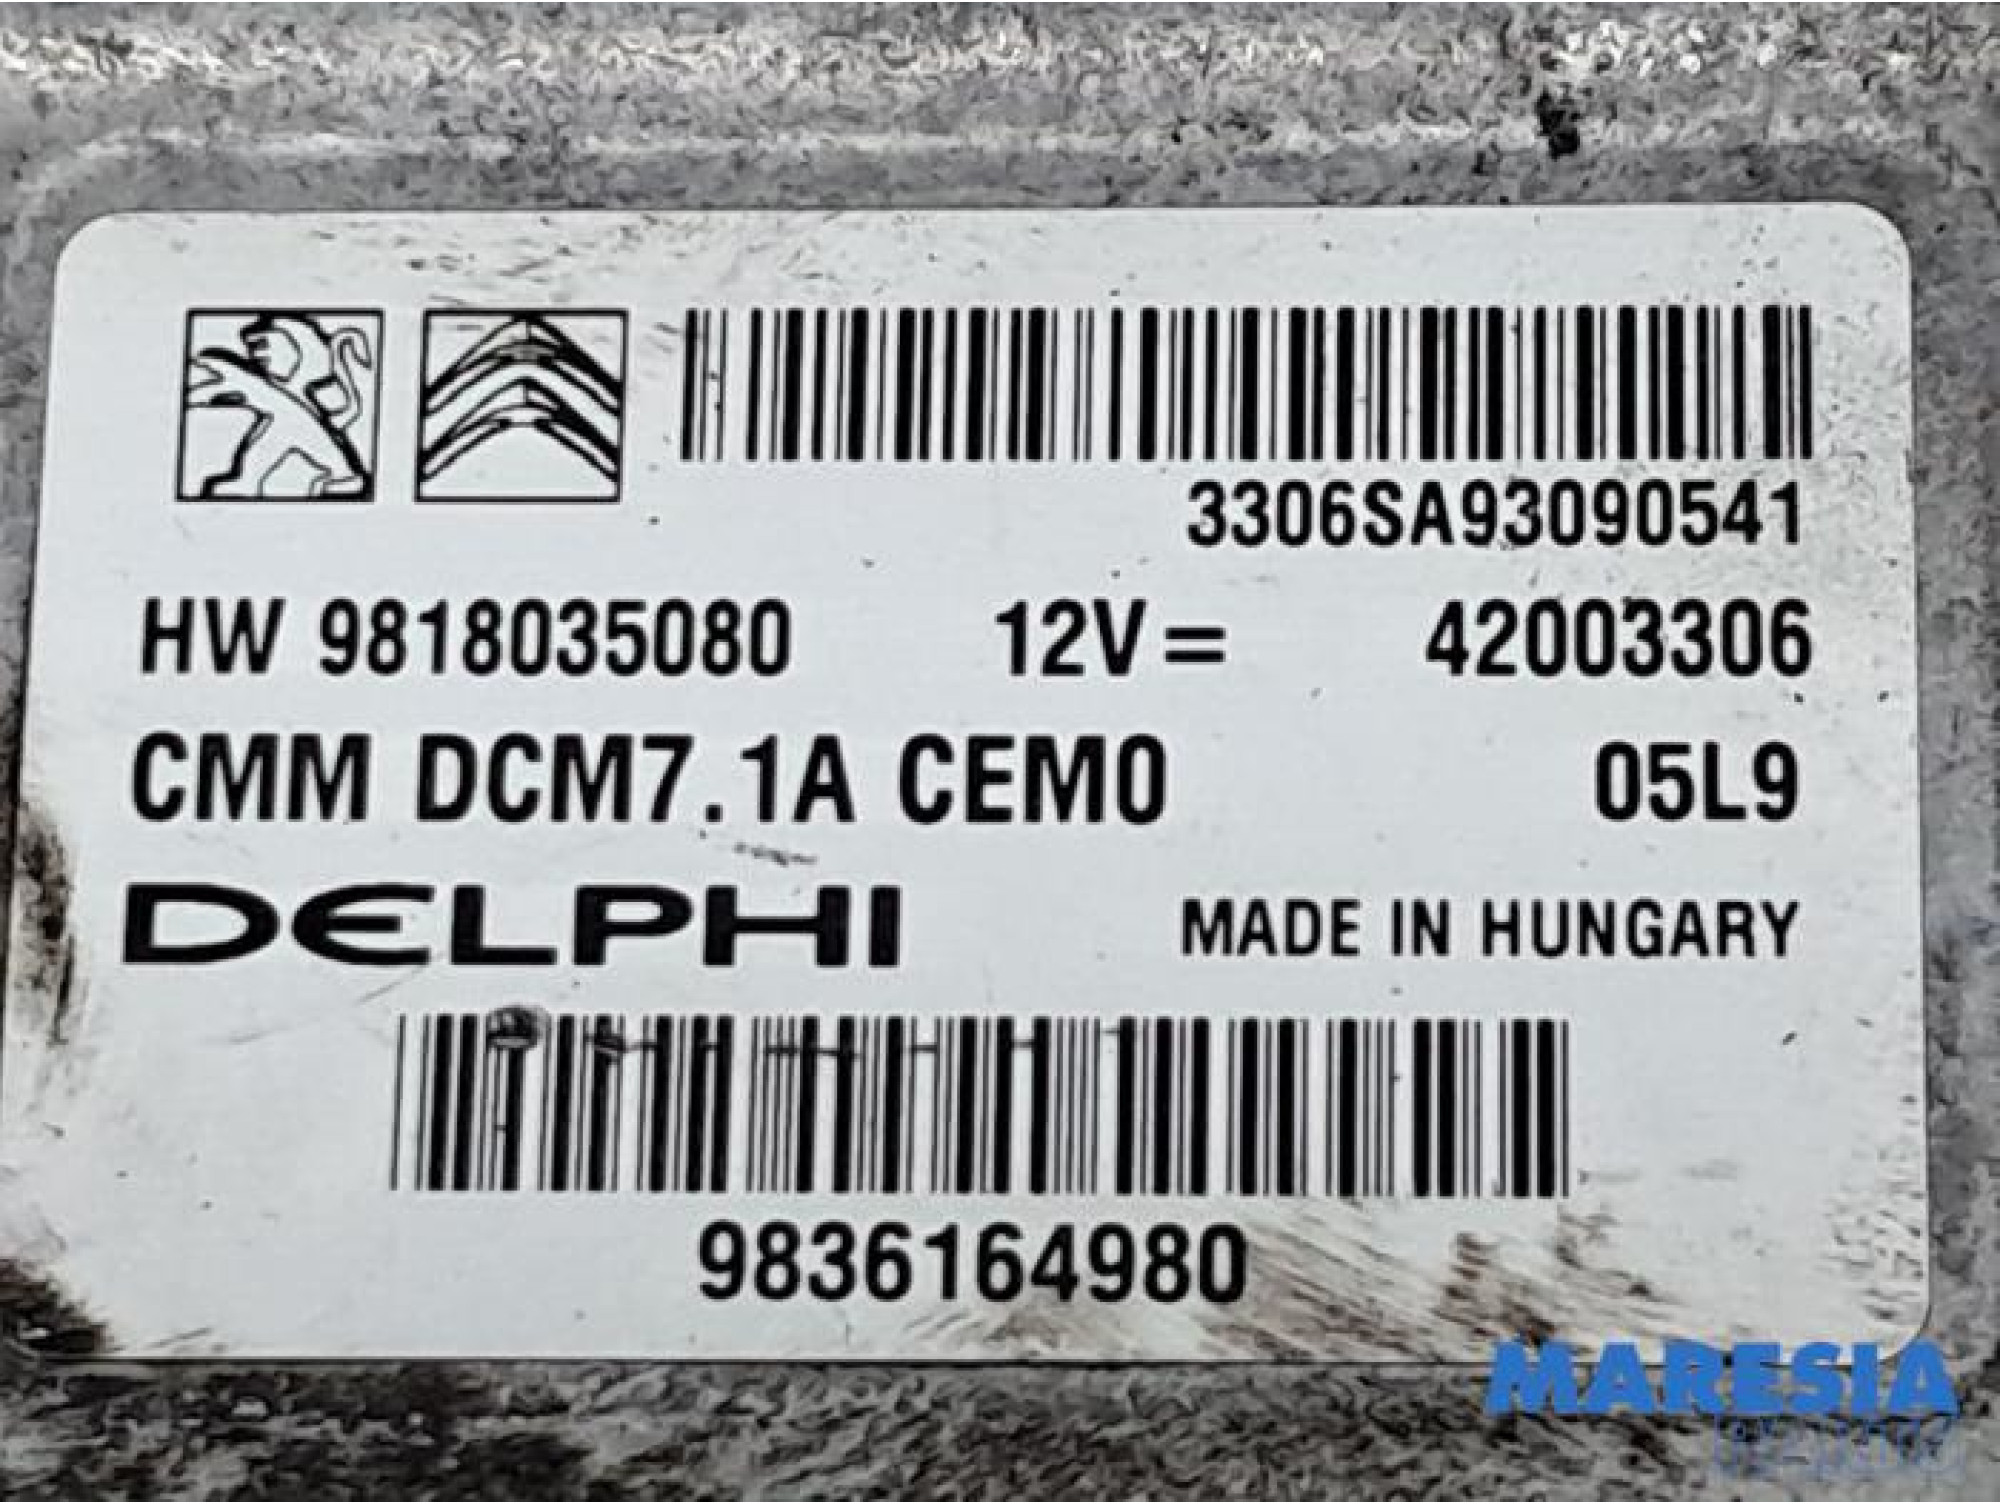 3306SA93090541
HW 9818035080 12V= 42003306
CMM DCM7.1A CEM0 05L9
DELPHI MADE IN HUNGARY
9836164980
MARESIA